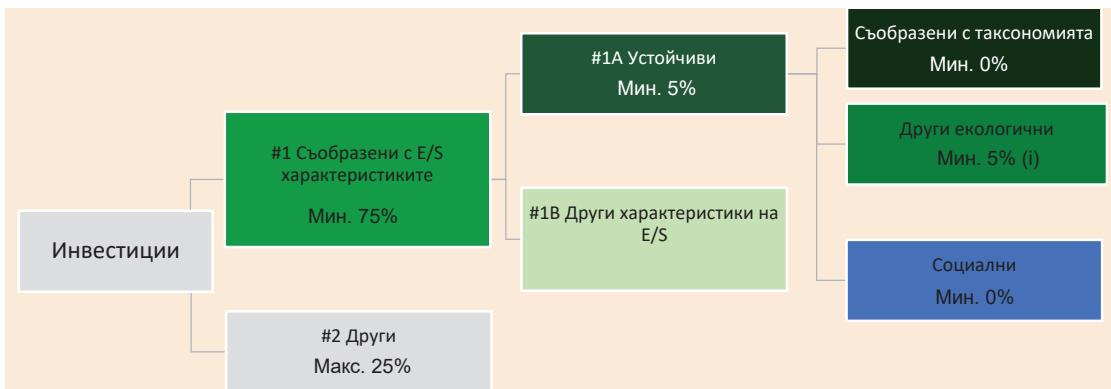 Инвестиции
#1 Съобразени с E/S
характеристиките
Мин. 75%
#2 Други
Макс. 25%
#1A Устойчиви
Мин. 5%
#1B Други характеристики на
E/S
Съобразени с таксономията
Мин. 0%
Други екологични
Мин. 5% (i)
Социални
Мин. 0%